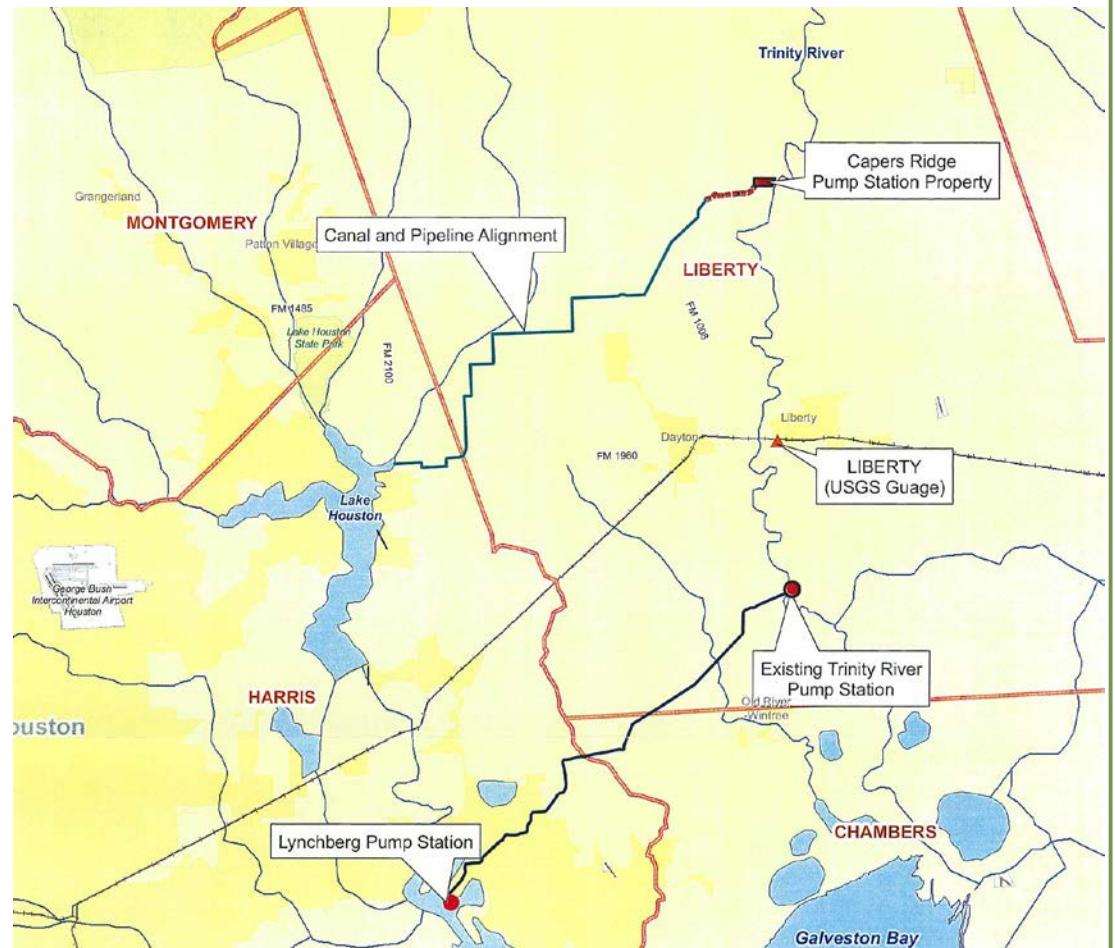 Trinity River
Capers Ridge
Pump Station Property
Grangerland
MONTGOMERY
Canal and Pipeline Alignment
Patton Village
LIBERTY
FM 1485
FM 1008
Lake Houston
State Park
FM 2100
Liberty
Dayton
FM 1960
LIBERTY
(USGS Guage)
Lake
Houston
George Bush
Intercontinental Airport
Houston
Existing Trinity River
Pump Station
HARRIS
Old River
-Winfree
ouston
CHAMBERS
Lynchberg Pump Station
Galveston Bay